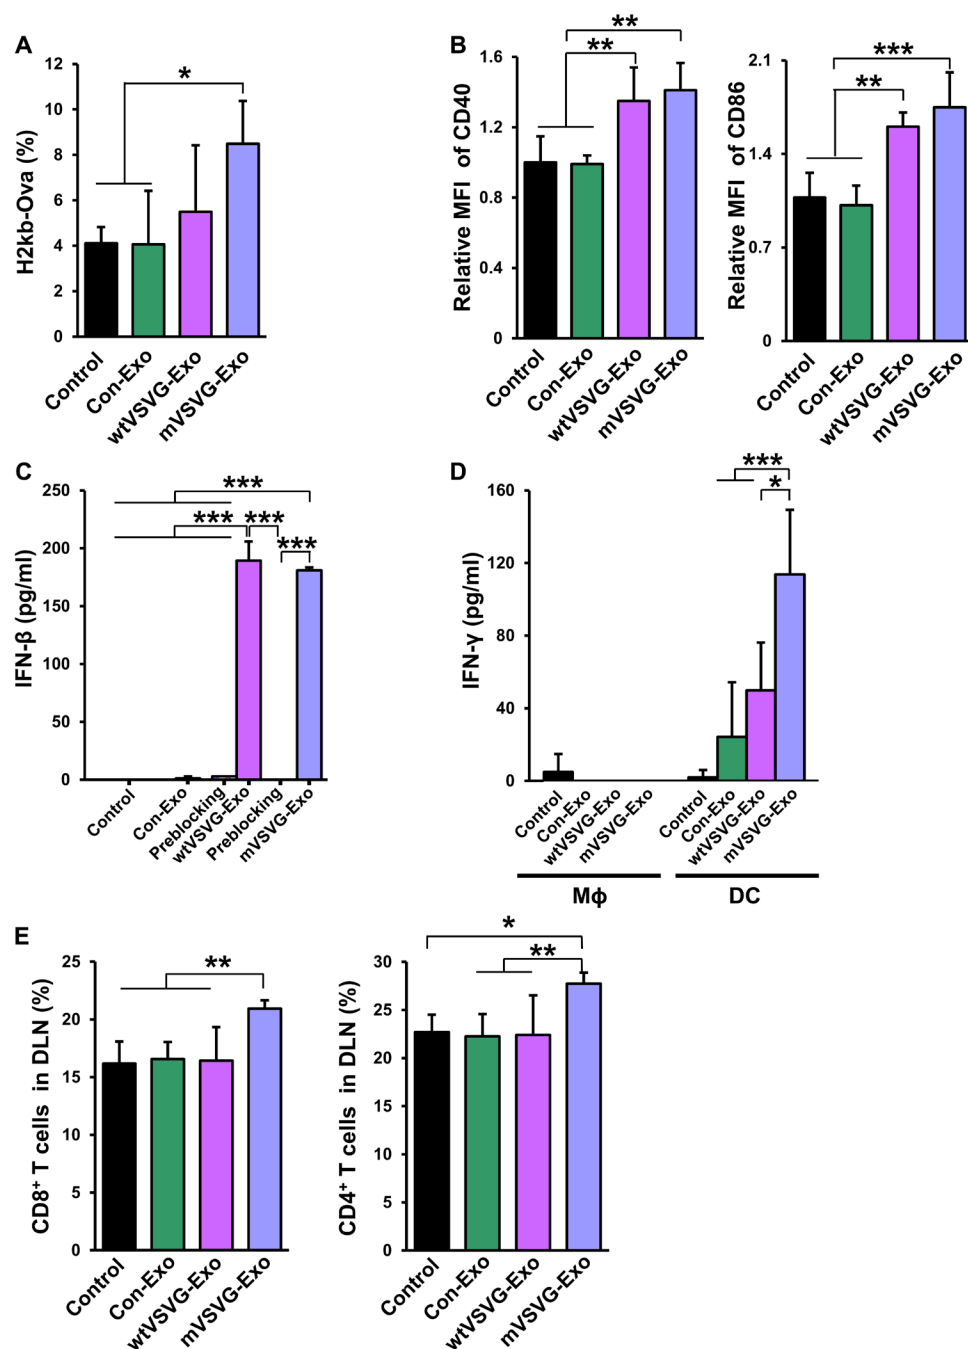 A
H2kb-Ova (%)
12
10
8
6
4
2
0
*
Control
Con-Exo
wtVSVG-Exo
mVSVG-Exo
B
Relative MFI of CD40
1.6
1.2
0.8
0.4
0
**
**
Control
Con-Exo
wtVSVG-Exo
mVSVG-Exo
Relative MFI of CD86
2.1
1.4
0.7
0
***
**
Control
Con-Exo
wtVSVG-Exo
mVSVG-Exo
C
IFN-β (pg/ml)
250
200
150
100
50
0
***
***
***
***
Control
Con-Exo
Preblocking
wtVSVG-Exo
Preblocking
mVSVG-Exo
D
IFN-γ (pg/ml)
160
120
80
40
0
***
*
Control
Con-Exo
wtVSVG-Exo
mVSVG-Exo
Control
Con-Exo
wtVSVG-Exo
mVSVG-Exo
Mϕ
DC
E
CD8+ T cells in DLN (%)
25
20
15
10
5
0
**
Control
Con-Exo
wtVSVG-Exo
mVSVG-Exo
CD4+ T cells in DLN (%)
30
25
20
15
10
5
0
*
**
Control
Con-Exo
wtVSVG-Exo
mVSVG-Exo